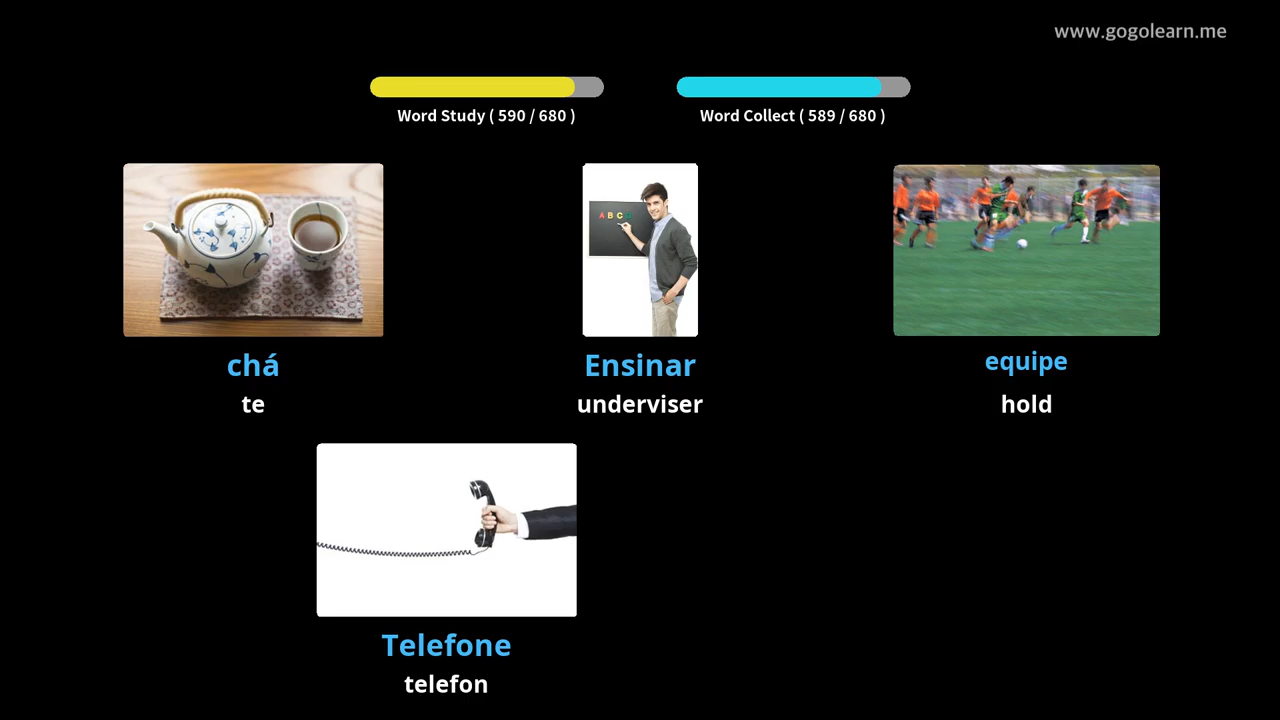 www.gogolearn.me
Word Study ( 590 / 680 )
Word Collect ( 589 / 680 )
A B C
chá
te
Ensinar
underviser
equipe
hold
Telefone
telefon